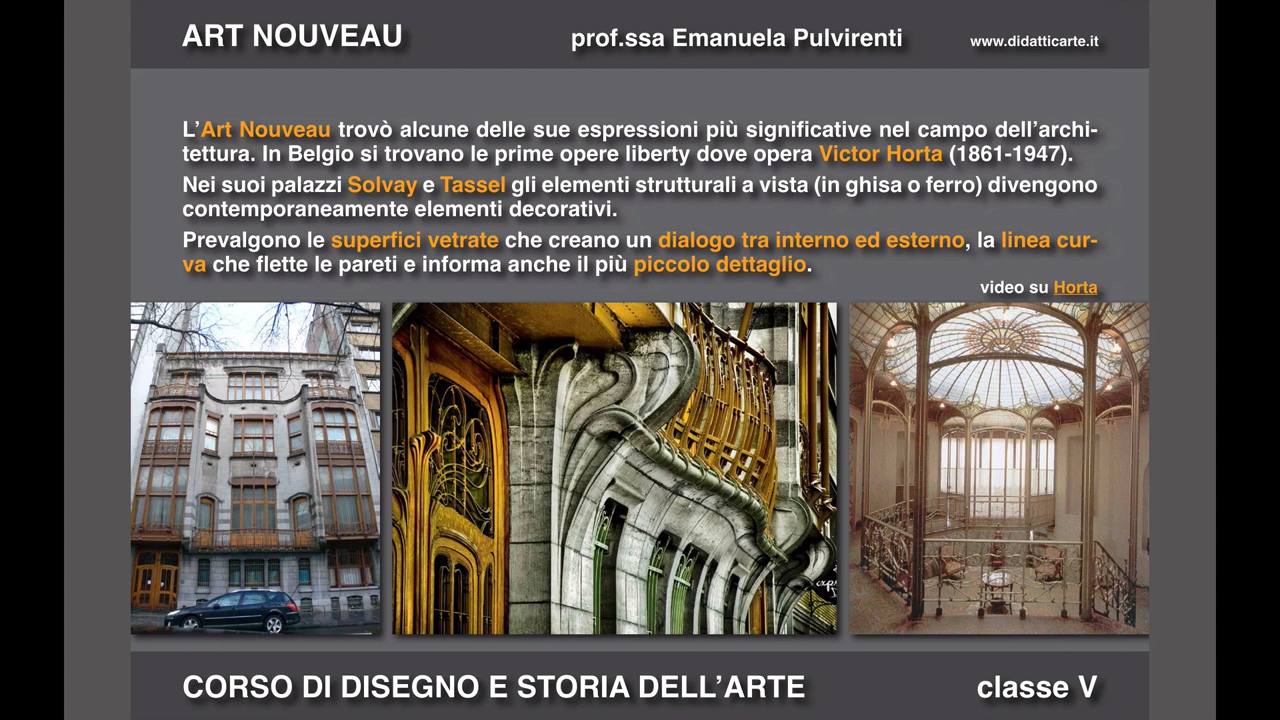 ART NOUVEAU
prof.ssa Emanuela Pulvirenti
www.didatticarte.it
L’Art Nouveau trovò alcune delle sue espressioni più significative nel campo dell’archi-
tettura. In Belgio si trovano le prime opere liberty dove opera Victor Horta (1861-1947).
Nei suoi palazzi Solvay e Tassel gli elementi strutturali a vista (in ghisa o ferro) divengono
contemporaneamente elementi decorativi.
Prevalgono le superfici vetrate che creano un dialogo tra interno ed esterno, la linea cur-
va che flette le pareti e informa anche il più piccolo dettaglio.
video su Horta
CORSO DI DISEGNO E STORIA DELL’ARTE
classe V